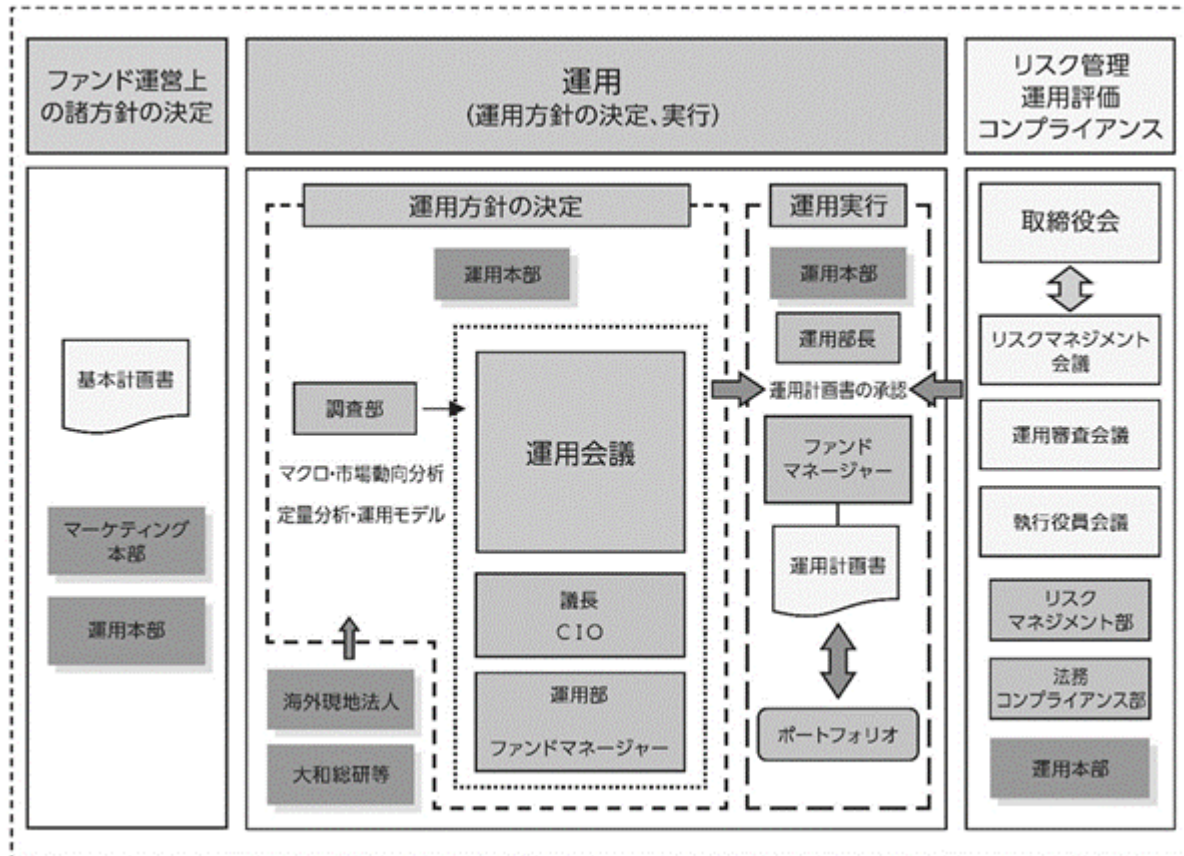 ファンド運営上
の諸方針の決定
運用
(運用方針の決定、実行)
リスク管理
運用評価
コンプライアンス
基本計画書
マーケティング
本部
運用本部
運用方針の決定
運用本部
調査部
マクロ・市場動向分析
定量分析・運用モデル
運用会議
議長
CIO
運用部
ファンドマネージャー
海外現地法人
大和総研等
運用実行
運用本部
運用部長
運用計画書の承認
ファンド
マネージャー
運用計画書
ポートフォリオ
取締役会
リスクマネジメント
会議
運用審査会議
執行役員会議
リスク
マネジメント部
法務
コンプライアンス部
運用本部